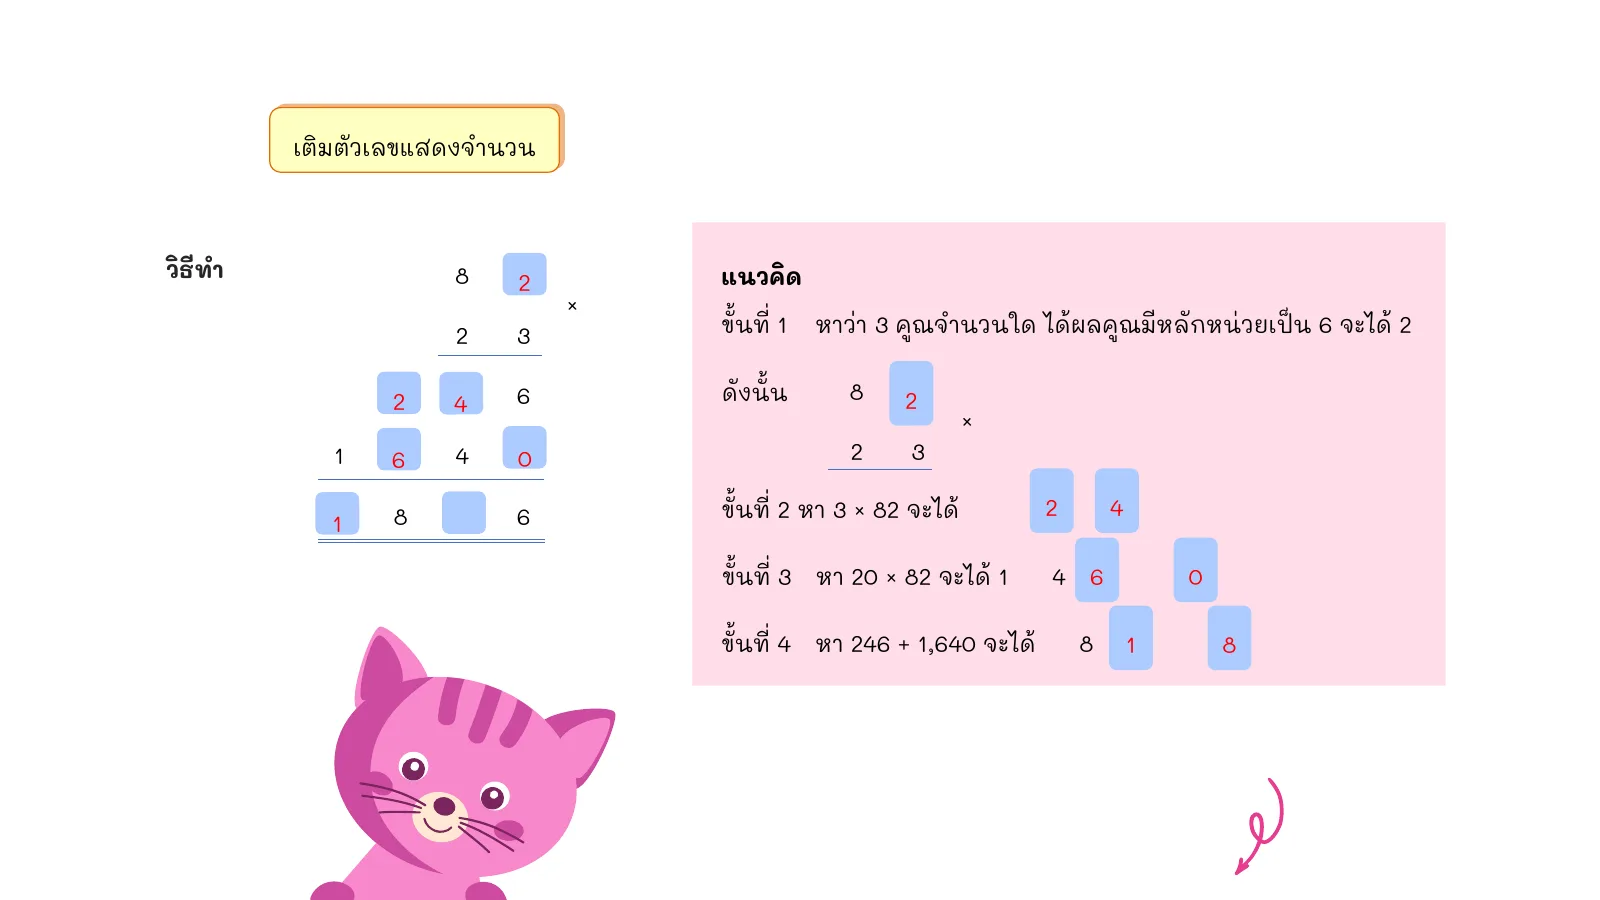 เติมตัวเลขแสดงจำนวน
วิธีทำ
8 2
×
2 3
2 4 6
1 6 4 0
1 8 6
แนวคิด
ขั้นที่ 1 หาว่า 3 คูณจำนวนใด ได้ผลคูณมีหลักหน่วยเป็น 6 จะได้ 2
ดังนั้น 8 2
×
2 3
ขั้นที่ 2 หา 3 × 82 จะได้ 2 4
ขั้นที่ 3 หา 20 × 82 จะได้ 1 4 6 0
ขั้นที่ 4 หา 246 + 1,640 จะได้ 8 1 8